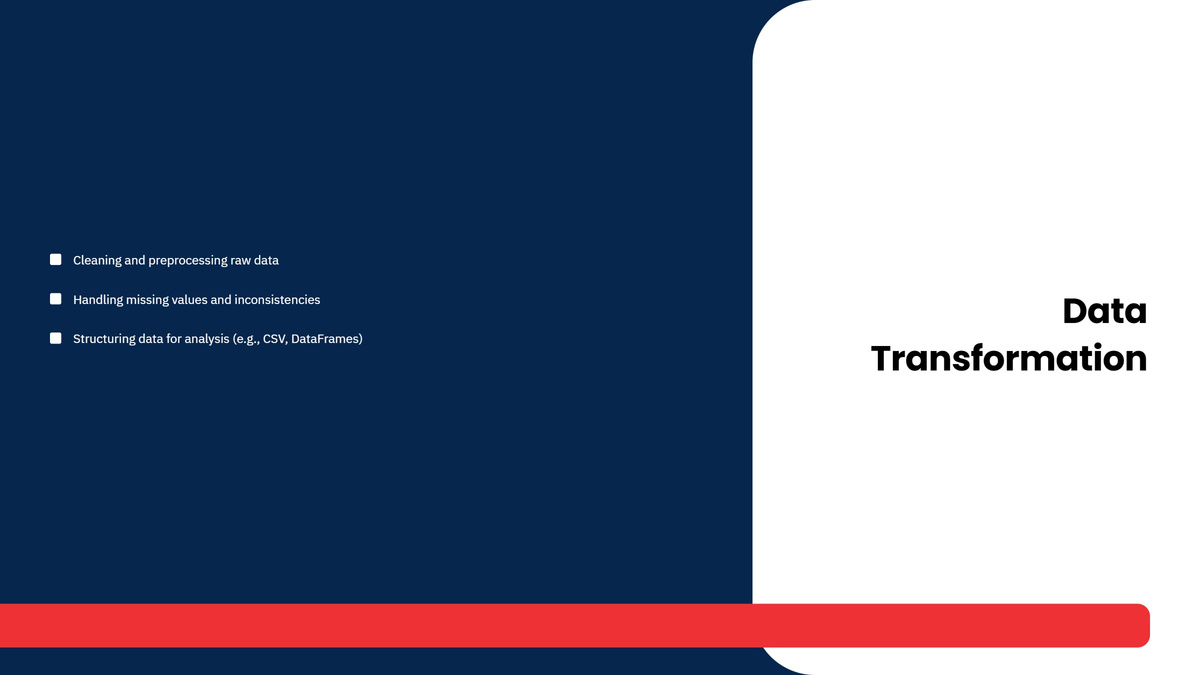 Cleaning and preprocessing raw data
Handling missing values and inconsistencies
Structuring data for analysis (e.g., CSV, DataFrames)
Data
Transformation